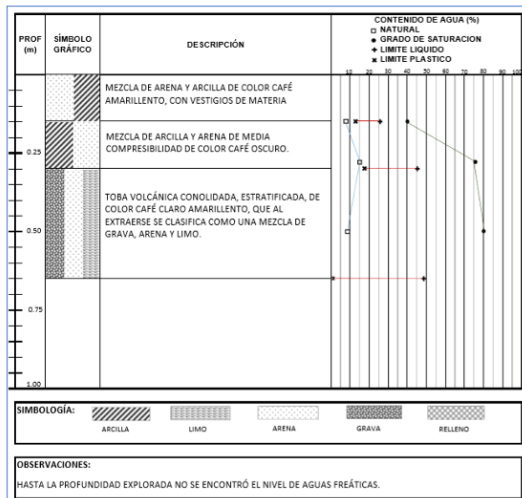 PROF (m)
SÍMBOLO GRÁFICO
DESCRIPCIÓN
CONTENIDO DE AGUA (%)
NATURAL
GRADO DE SATURACION
LIMITE LIQUIDO
LIMITE PLASTICO
10 20 30 40 50 60 70 80 90 100
MEZCLA DE ARENA Y ARCILLA DE COLOR CAFÉ
AMARILLENTO, CON VESTIGIOS DE MATERIA
MEZCLA DE ARCILLA Y ARENA DE MEDIA
COMPRESIBILIDAD DE COLOR CAFÉ OSCURO.
0.25
TOBA VOLCÁNICA CONOLIDADA, ESTRATIFICADA, DE
COLOR CAFÉ CLARO AMARILLENTO, QUE AL
EXTRAERSE SE CLASIFICA COMO UNA MEZCLA DE
GRAVA, ARENA Y LIMO.
0.50
0.75
1.00
SIMBOLOGÍA:
ARCILLA LIMO ARENA GRAVA RELLENO
OBSERVACIONES:
HASTA LA PROFUNDIDAD EXPLORADA NO SE ENCONTRÓ EL NIVEL DE AGUAS FREÁTICAS.